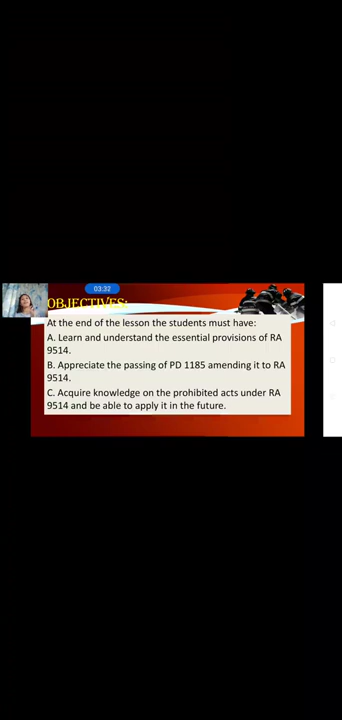 03:32
OBJECTIVES:
At the end of the lesson the students must have:
A. Learn and understand the essential provisions of RA
9514.
B. Appreciate the passing of PD 1185 amending it to RA
9514.
C. Acquire knowledge on the prohibited acts under RA
9514 and be able to apply it in the future.